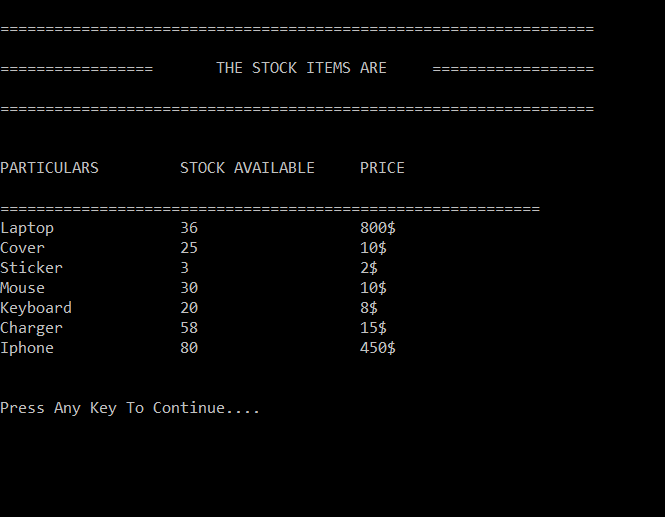 ==================================================================
=================       THE STOCK ITEMS ARE     ==================
==================================================================
PARTICULARS         STOCK AVAILABLE     PRICE
============================================================
Laptop              36                  800$
Cover               25                  10$
Sticker             3                   2$
Mouse               30                  10$
Keyboard            20                  8$
Charger             58                  15$
Iphone              80                  450$
Press Any Key To Continue....